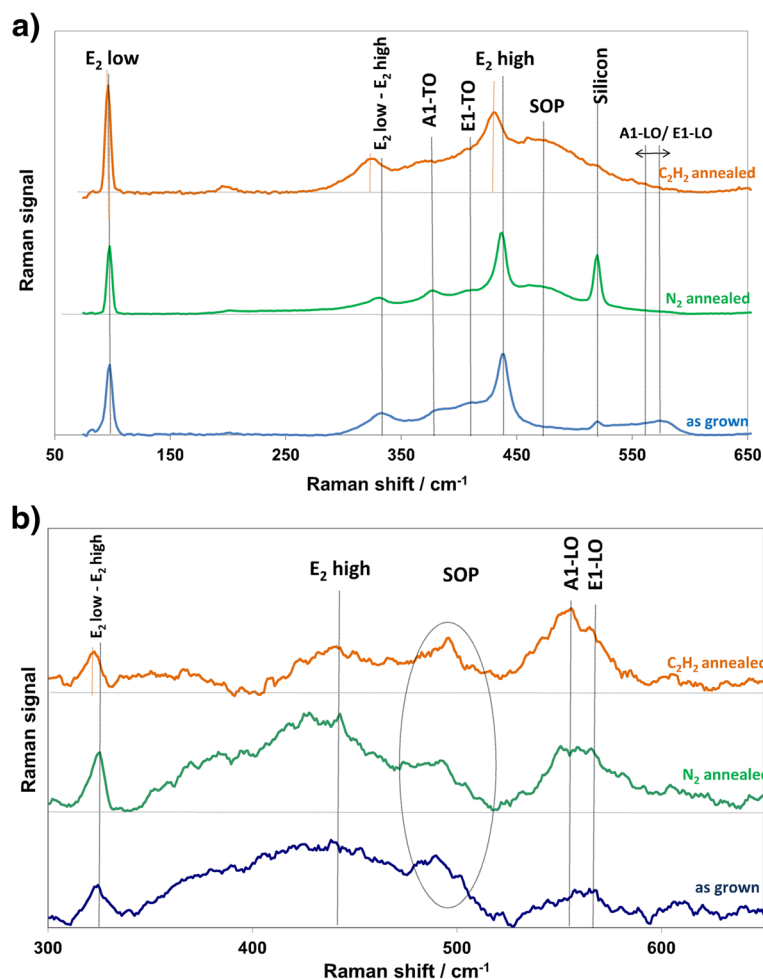 a)
E₂ low
E₂ low - E₂ high
A1-TO
E1-TO
E₂ high
SOP
Silicon
A1-LO/ E1-LO
C₂H₂ annealed
N₂ annealed
as grown
Raman signal
50 150 250 350 450 550 650
Raman shift / cm⁻¹
b)
E₂ low - E₂ high
E₂ high
SOP
A1-LO
E1-LO
C₂H₂ annealed
N₂ annealed
as grown
Raman signal
300 400 500 600
Raman shift / cm⁻¹